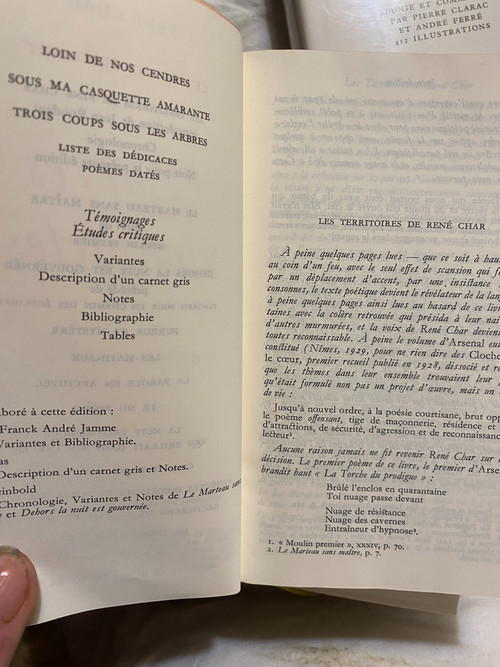 LOIN DE NOS CENDRES
SOUS MA CASQUETTE AMARANTE
TROIS COUPS SOUS LES ARBRES
LISTE DES DÉDICACES
POÈMES DATÉS
Témoignages
Études critiques
Variantes
Description d'un carnet gris
Notes
Bibliographie
Tables
aboré à cette édition :
Franck André Jamme
Variantes et Bibliographie.
as
Description d'un carnet gris et Notes.
einbold
Chronologie, Variantes et Notes de Le Marteau sans
e et Dehors la nuit est gouvernée.
PAR PIERRE CLARAC
ET ANDRÉ FERRÉ
412 ILLUSTRATIONS
LES TERRITOIRES DE RENÉ CHAR
À peine quelques pages lues — que ce soit à hau
au coin d'un feu, avec le seul effet de scansion qui f
par un déplacement d'accent, par une insistance
consonnes, le texte poétique devient le révélateur de la lan
à peine quelques pages ainsi lues au hasard de ce livr
taines avec la colère retrouvée qui présida à leur nai
d'autres murmurées, et la voix de René Char devien
toutes reconnaissable. À peine le volume d'Arsenal eut
constitué (Nîmes, 1929, pour ne rien dire des Cloche
le cœur, premier recueil publié en 1928, dissocié et r
que les thèmes dans leur ensemble trouvaient leur
qu'était formulé non pas un projet d'œuvre, mais un
de vie :
Jusqu'à nouvel ordre, à la poésie courtisane, brut opp
le poème offensant, tige de maçonnerie, résidence et
d'attractions, de sécurité, d'agression et de reconnaissan
lecteur¹.
Aucune raison jamais ne fit revenir René Char sur
décision. Le premier poème de ce livre, le premier d'Arse
brandit haut « La Torche du prodigue » :
Brûlé l'enclos en quarantaine
Toi nuage passe devant
Nuage de résistance
Nuage des cavernes
Entraîneur d'hypnose².
1. « Moulin premier », XXXIV, p. 70.
2. Le Marteau sans maître, p. 7.